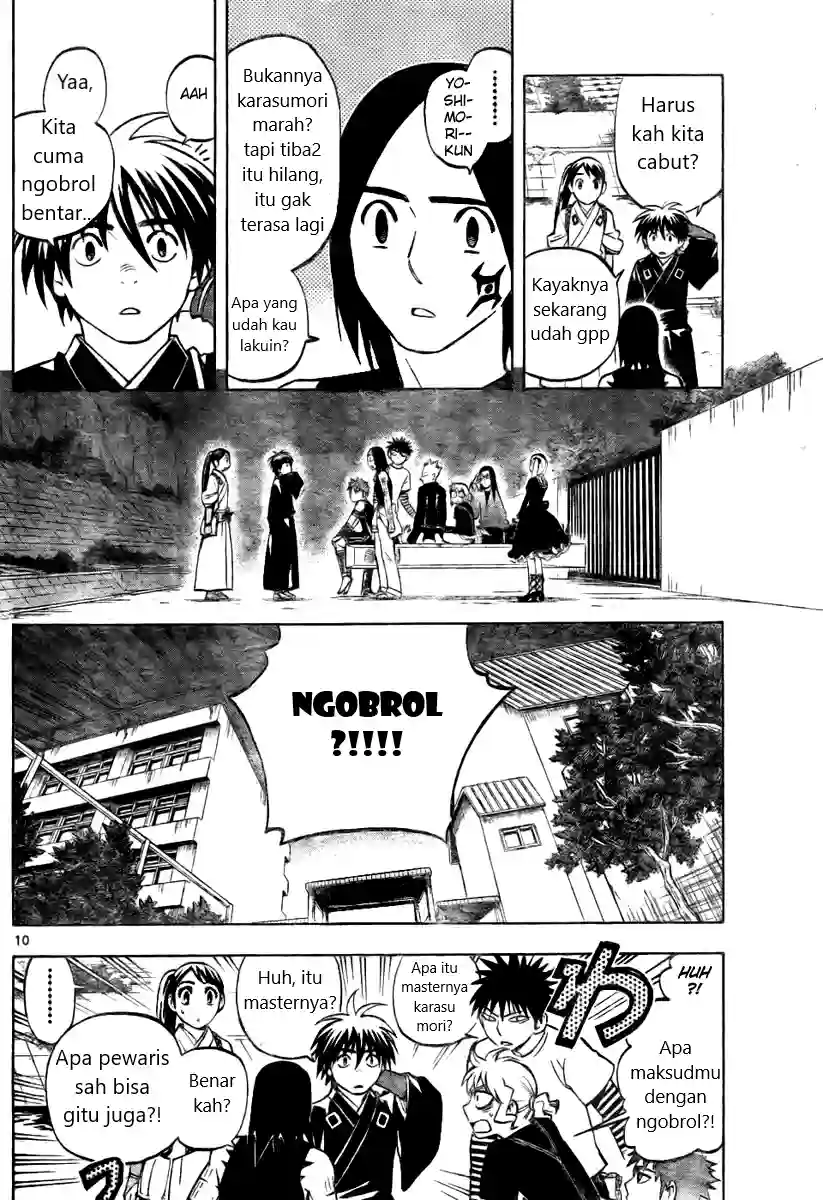 Harus
kah kita
cabut?
Kayaknya
sekarang
udah gpp
YO-
SHI-
MO-
RI--
KUN
Bukannya
karasumori
marah?
tapi tiba2
itu hilang,
itu gak
terasa lagi
Apa yang
udah kau
lakuin?
AAH
Yaa,
Kita
cuma
ngobrol
bentar..
NGOBROL
?!!!!
10
HUH
?!
Apa
maksudmu
dengan
ngobrol?!
わ
Apa itu
masternya
karasu
mori?
Huh, itu
masternya?
Benar
kah?
Apa pewaris
sah bisa
gitu juga?!